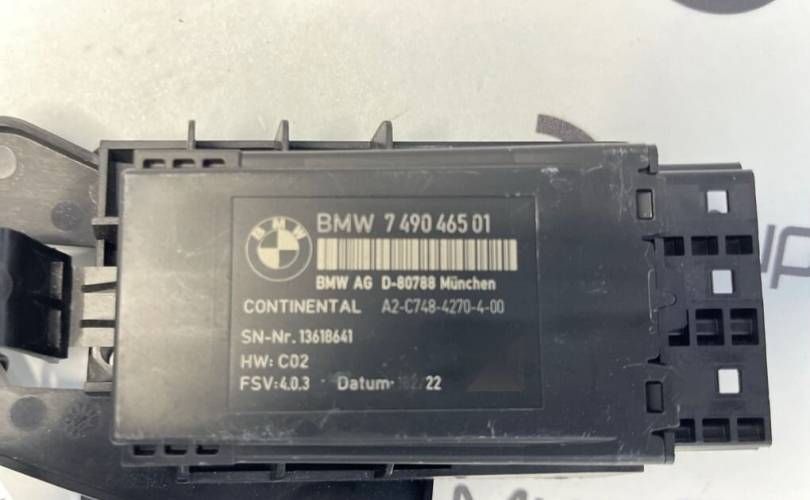 BMW
BMW 7 490 465 01
BMW AG D-80788 München
CONTINENTAL A2-C748-4270-4-00
SN-Nr. 13618641
HW: C02
FSV: 4.0.3 Datum: /22